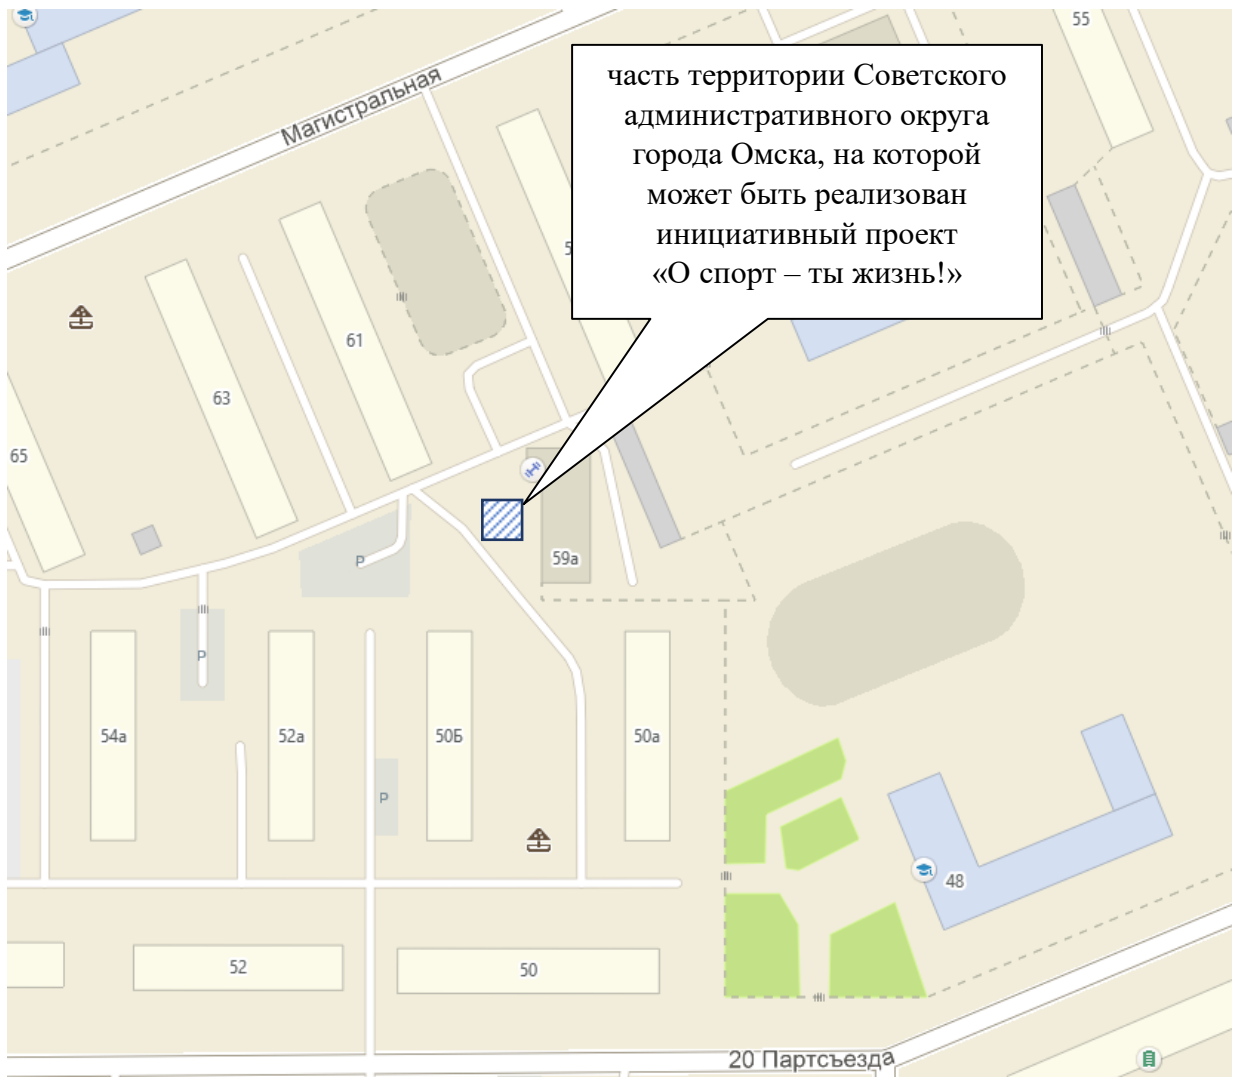 55
часть территории Советского
административного округа
города Омска, на которой
может быть реализован
инициативный проект
«О спорт – ты жизнь!»
Магистральная
5
61
63
65
59а
P
P
54а
52а
50Б
50а
P
48
52
50
20 Партсъезда